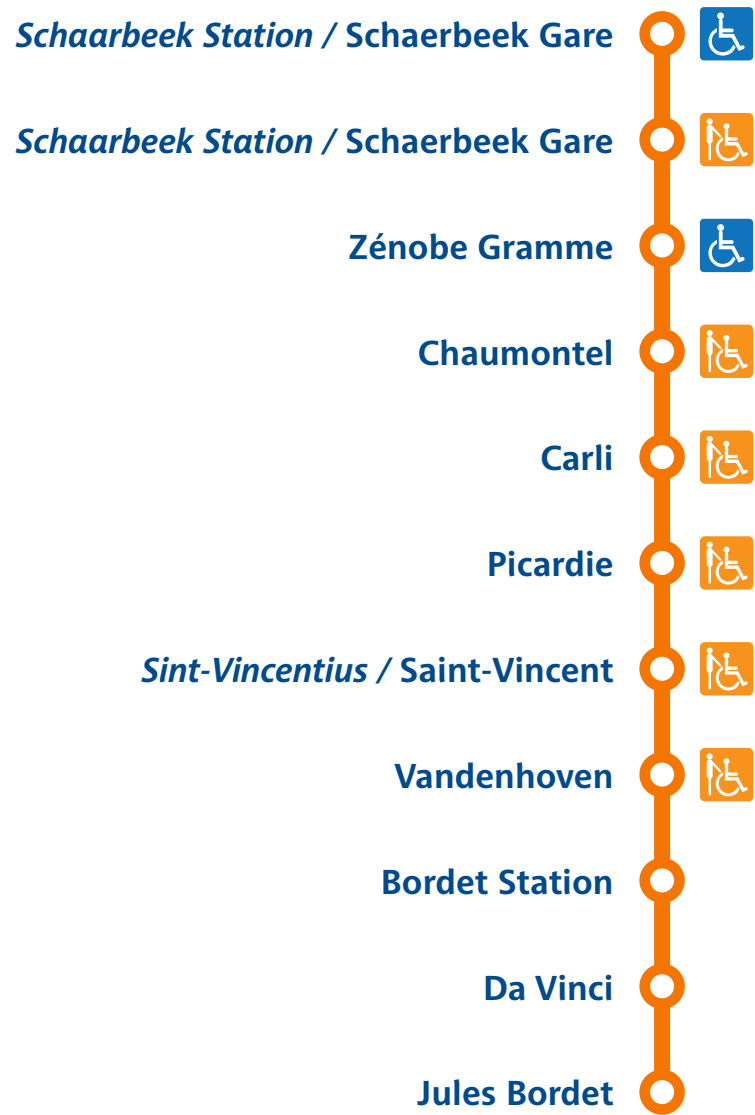 Schaarbeek Station / Schaerbeek Gare
Schaarbeek Station / Schaerbeek Gare
Zénobe Gramme
Chaumontel
Carli
Picardie
Sint-Vincentius / Saint-Vincent
Vandenhoven
Bordet Station
Da Vinci
Jules Bordet